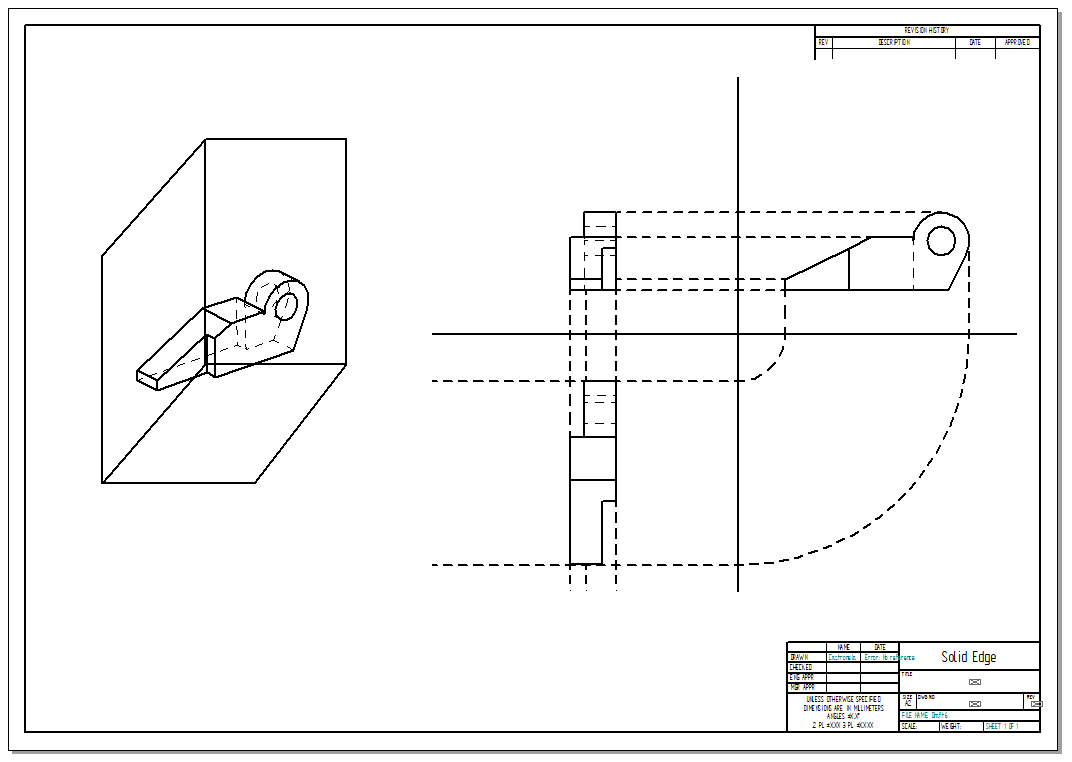 REVISION HISTORY
REV DESCRIPTION DATE APPROVED
NAME DATE
DRAWN Error: No reference
CHECKED
ENG APPR
MGR APPR
Solid Edge
TITLE
UNLESS OTHERWISE SPECIFIED
DIMENSIONS ARE IN MILLIMETERS
ANGLES ±X.X°
2 PL ±X.XX 3 PL ±X.XXX
SIZE DWG NO REV
A2
FILE NAME: Draft6
SCALE: WEIGHT: SHEET 1 OF 1